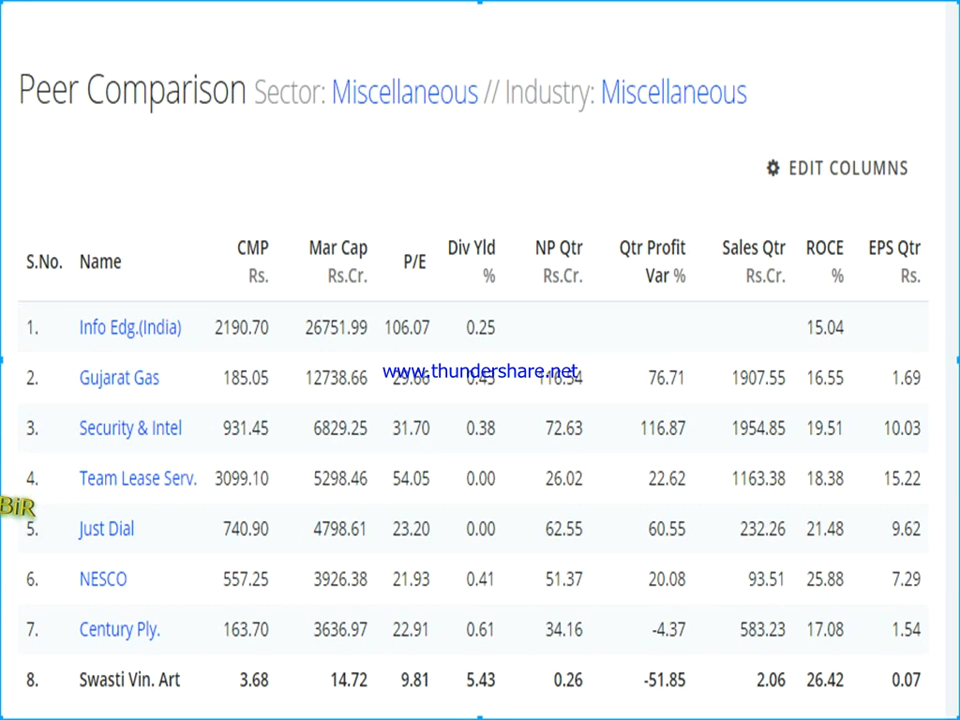 Peer Comparison Sector: Miscellaneous // Industry: Miscellaneous
EDIT COLUMNS
S.No. Name CMP Rs. Mar Cap Rs.Cr. P/E Div Yld % NP Qtr Rs.Cr. Qtr Profit Var % Sales Qtr Rs.Cr. ROCE % EPS Qtr Rs.
1. Info Edg.(India) 2190.70 26751.99 106.07 0.25 15.04
www.thundershare.net
2. Gujarat Gas 185.05 12738.66 76.71 1907.55 16.55 1.69
3. Security & Intel 931.45 6829.25 31.70 0.38 72.63 116.87 1954.85 19.51 10.03
4. Team Lease Serv. 3099.10 5298.46 54.05 0.00 26.02 22.62 1163.38 18.38 15.22
BiR
5. Just Dial 740.90 4798.61 23.20 0.00 62.55 60.55 232.26 21.48 9.62
6. NESCO 557.25 3926.38 21.93 0.41 51.37 20.08 93.51 25.88 7.29
7. Century Ply. 163.70 3636.97 22.91 0.61 34.16 -4.37 583.23 17.08 1.54
8. Swasti Vin. Art 3.68 14.72 9.81 5.43 0.26 -51.85 2.06 26.42 0.07